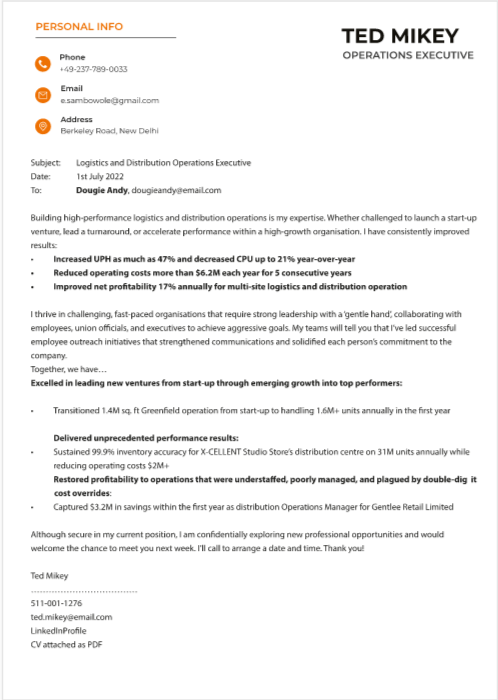 PERSONAL INFO
TED MIKEY
OPERATIONS EXECUTIVE
Phone
+49-237-789-0033
Email
e.sambowole@gmail.com
Address
Berkeley Road, New Delhi
Subject: Logistics and Distribution Operations Executive
Date: 1st July 2022
To: Dougie Andy, dougieandy@email.com
Building high-performance logistics and distribution operations is my expertise. Whether challenged to launch a start-up
venture, lead a turnaround, or accelerate performance within a high-growth organisation. I have consistently improved
results:
• Increased UPH as much as 47% and decreased CPU up to 21% year-over-year
• Reduced operating costs more than $6.2M each year for 5 consecutive years
• Improved net profitability 17% annually for multi-site logistics and distribution operation
I thrive in challenging, fast-paced organisations that require strong leadership with a 'gentle hand', collaborating with
employees, union officials, and executives to achieve aggressive goals. My teams will tell you that I've led successful
employee outreach initiatives that strengthened communications and solidified each person's commitment to the
company.
Together, we have…
Excelled in leading new ventures from start-up through emerging growth into top performers:
• Transitioned 1.4M sq. ft Greenfield operation from start-up to handling 1.6M+ units annually in the first year
Delivered unprecedented performance results:
• Sustained 99.9% inventory accuracy for X-CELLENT Studio Store's distribution centre on 31M units annually while
reducing operating costs $2M+
Restored profitability to operations that were understaffed, poorly managed, and plagued by double-dig it
cost overrides:
• Captured $3.2M in savings within the first year as distribution Operations Manager for Gentlee Retail Limited
Although secure in my current position, I am confidentially exploring new professional opportunities and would
welcome the chance to meet you next week. I'll call to arrange a date and time. Thank you!
Ted Mikey
....................................
511-001-1276
ted.mikey@email.com
LinkedInProfile
CV attached as PDF